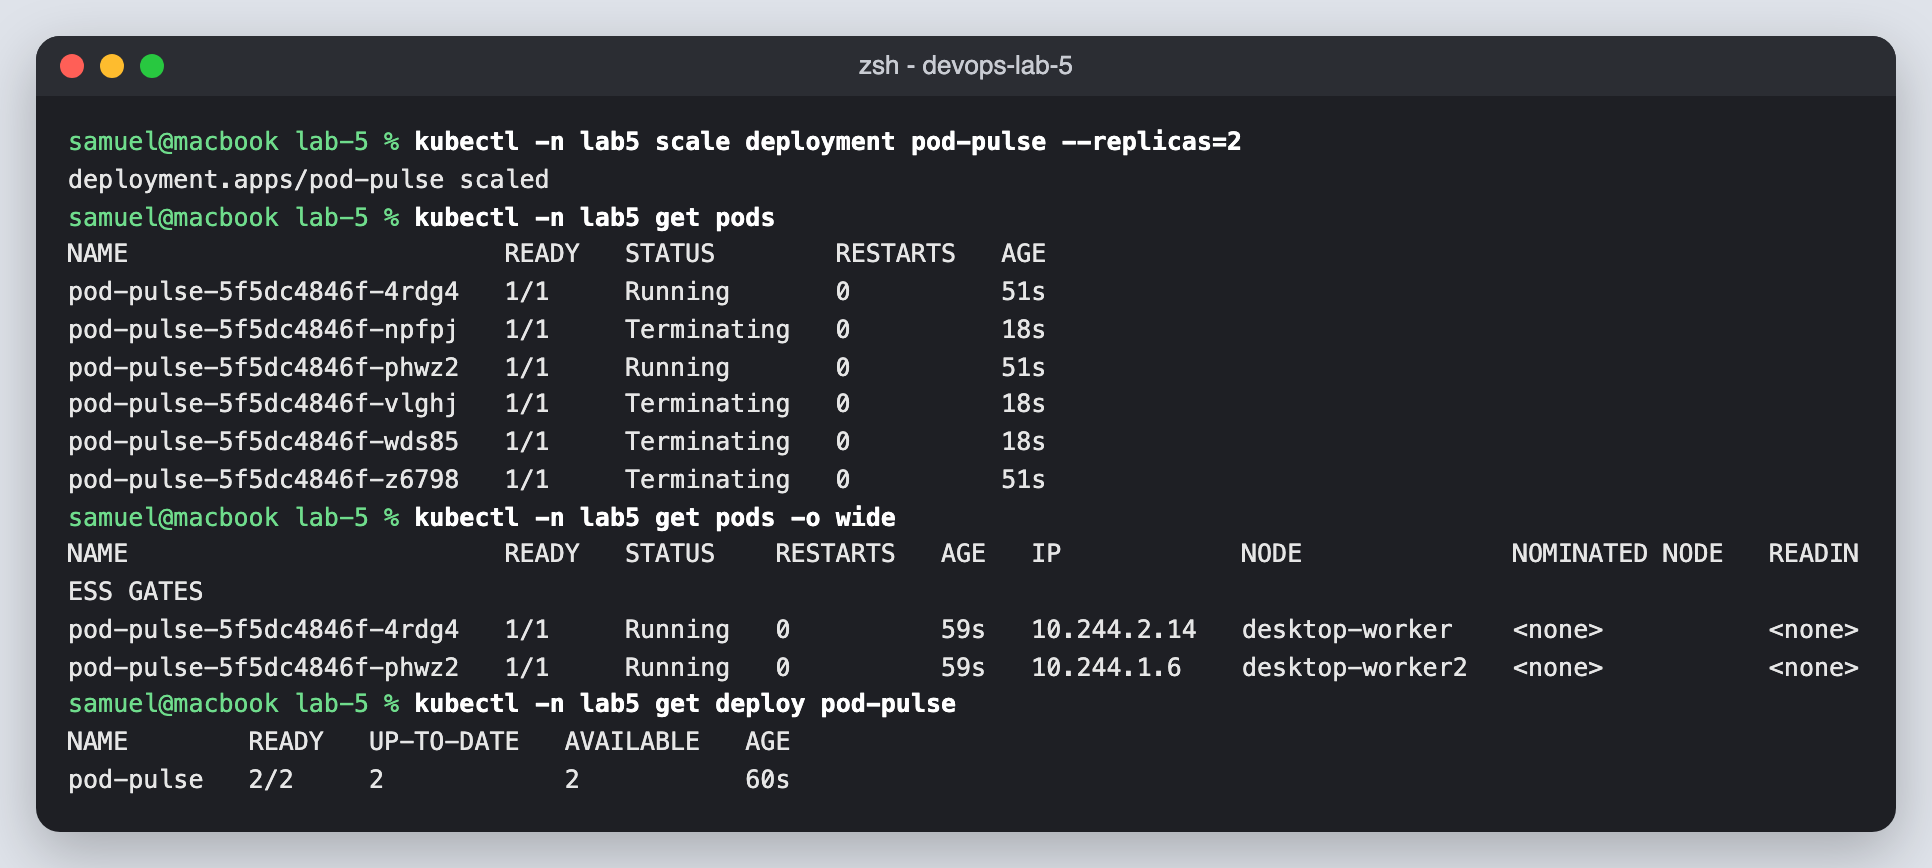 zsh - devops-lab-5
samuel@macbook lab-5 % kubectl -n lab5 scale deployment pod-pulse --replicas=2
deployment.apps/pod-pulse scaled
samuel@macbook lab-5 % kubectl -n lab5 get pods
NAME                         READY   STATUS        RESTARTS   AGE
pod-pulse-5f5dc4846f-4rdg4   1/1     Running       0          51s
pod-pulse-5f5dc4846f-npfpj   1/1     Terminating   0          18s
pod-pulse-5f5dc4846f-phwz2   1/1     Running       0          51s
pod-pulse-5f5dc4846f-vlghj   1/1     Terminating   0          18s
pod-pulse-5f5dc4846f-wds85   1/1     Terminating   0          18s
pod-pulse-5f5dc4846f-z6798   1/1     Terminating   0          51s
samuel@macbook lab-5 % kubectl -n lab5 get pods -o wide
NAME                         READY   STATUS    RESTARTS   AGE   IP            NODE              NOMINATED NODE   READIN
ESS GATES
pod-pulse-5f5dc4846f-4rdg4   1/1     Running   0          59s   10.244.2.14   desktop-worker    <none>           <none>
pod-pulse-5f5dc4846f-phwz2   1/1     Running   0          59s   10.244.1.6    desktop-worker2   <none>           <none>
samuel@macbook lab-5 % kubectl -n lab5 get deploy pod-pulse
NAME        READY   UP-TO-DATE   AVAILABLE   AGE
pod-pulse   2/2     2            2           60s